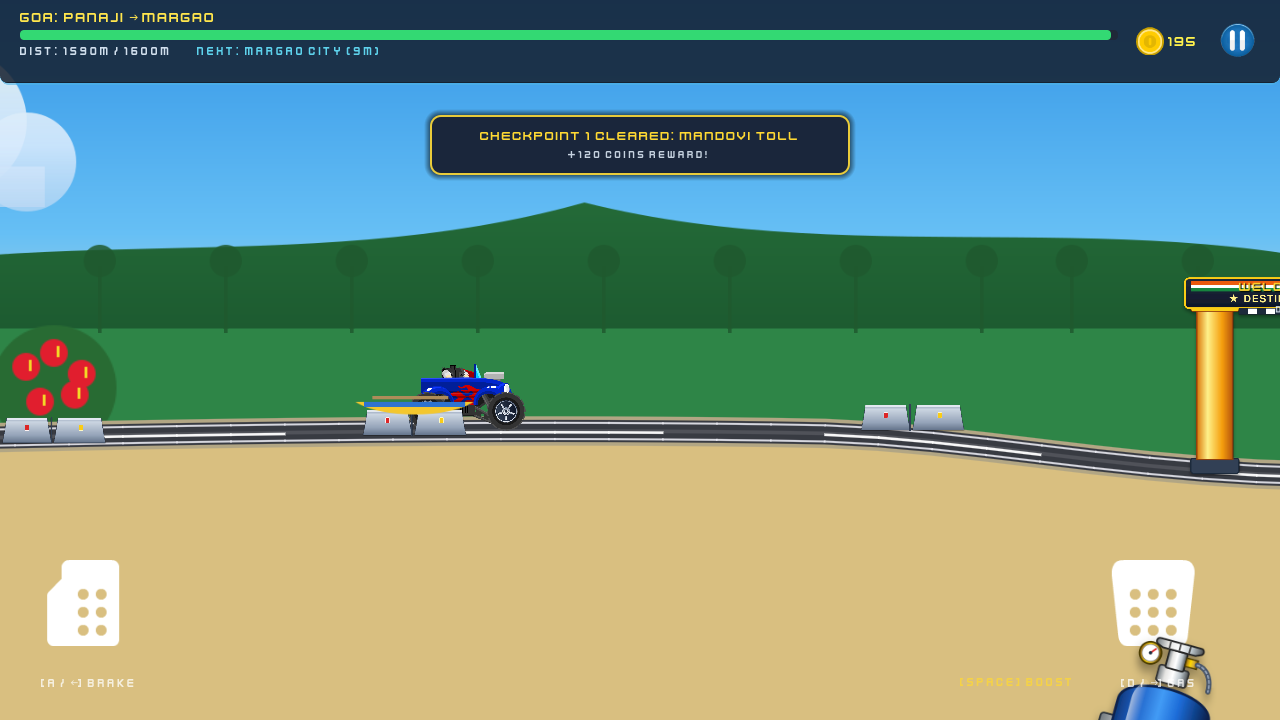 GOA: PANAJI → MARGAO
DIST: 1590M / 1600M
NEXT: MARGAO CITY (9M)
195
CHECKPOINT 1 CLEARED: MANDOVI TOLL
+120 COINS REWARD!
★ DESTI
[A / ←] BRAKE
[SPACE] BOOST
[D / →] GAS